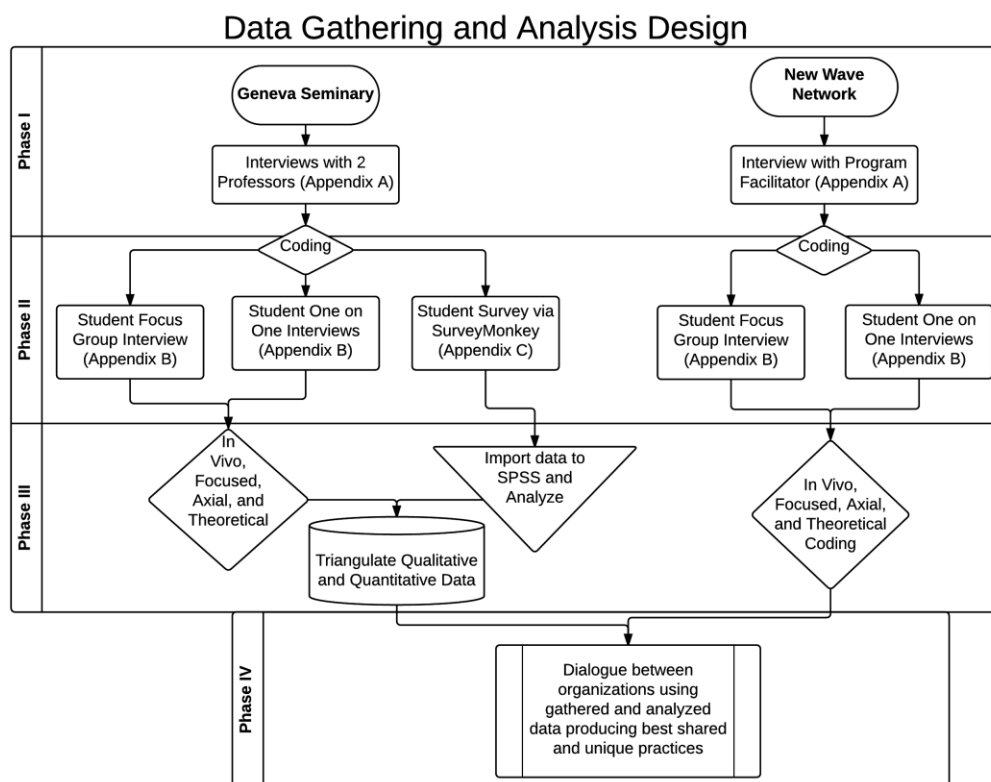 Data Gathering and Analysis Design
Phase I
Geneva Seminary
New Wave
Network
Interviews with 2
Professors (Appendix A)
Interview with Program
Facilitator (Appendix A)
Phase II
Coding
Coding
Student Focus
Group Interview
(Appendix B)
Student One on
One Interviews
(Appendix B)
Student Survey via
SurveyMonkey
(Appendix C)
Student Focus
Group Interview
(Appendix B)
Student One on
One Interviews
(Appendix B)
Phase III
In
Vivo,
Focused,
Axial, and
Theoretical
Import data to
SPSS and
Analyze
In Vivo,
Focused, Axial,
and Theoretical
Coding
Triangulate Qualitative
and Quantitative Data
Phase IV
Dialogue between
organizations using
gathered and analyzed
data producing best shared
and unique practices